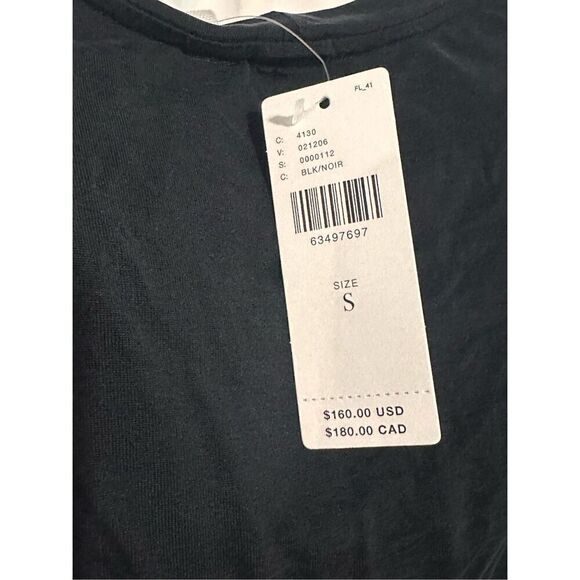 FL_41
C: 4130
V: 021206
S: 0000112
C: BLK/NOIR
63497697
SIZE
S
$160.00 USD
$180.00 CAD